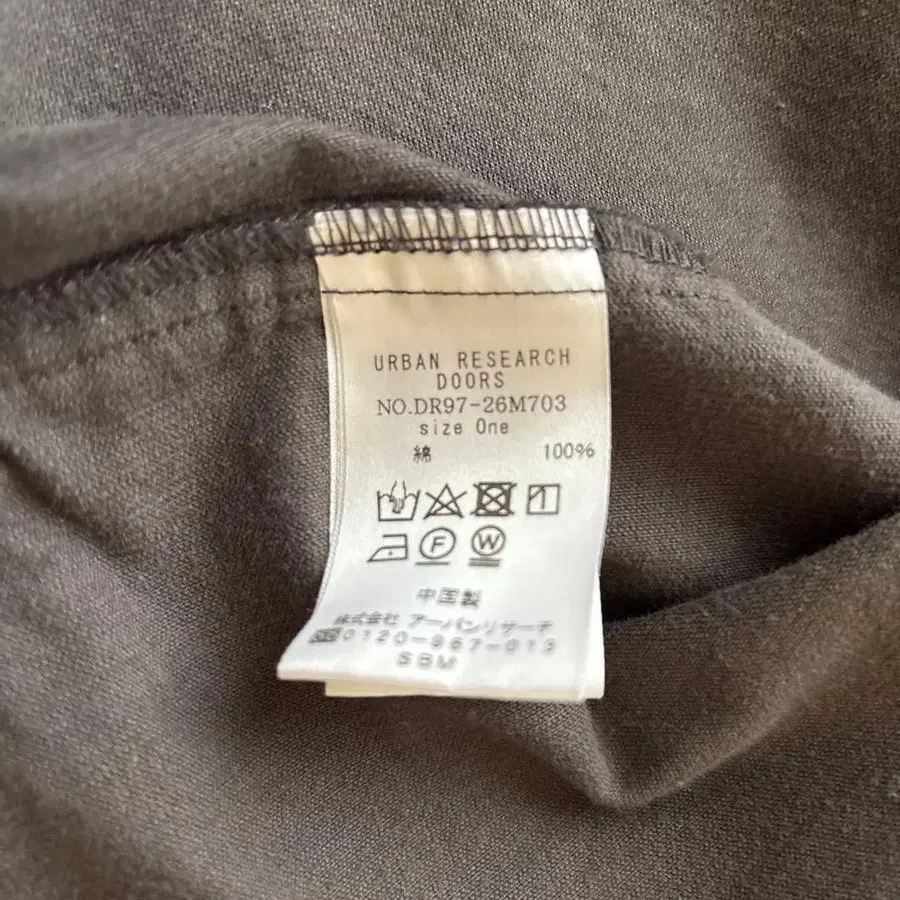 URBAN RESEARCH
DOORS
NO.DR97-26M703
size One
綿 100%
F W
中国製
株式会社 アーバンリサーチ
0120-967-013
SBM